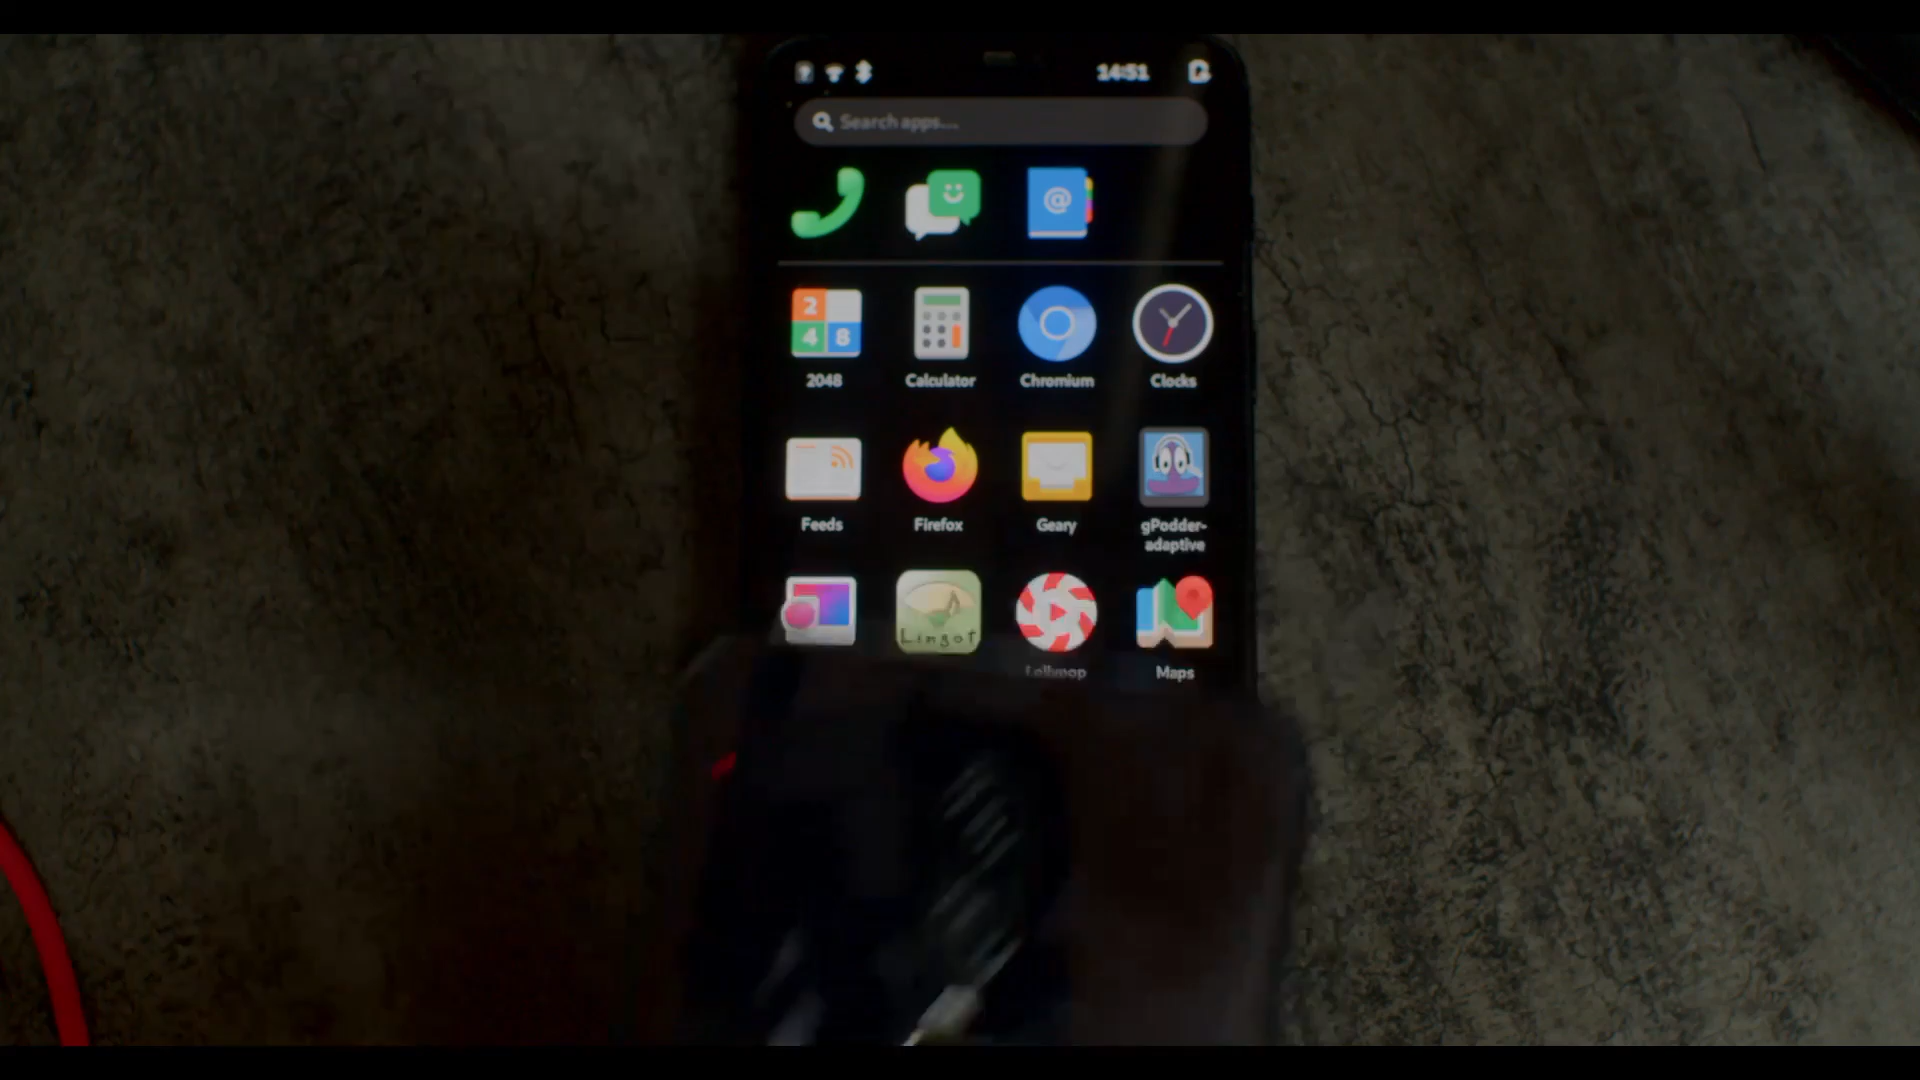 14:51
Search apps...
@
2
4 8
2048 Calculator Chromium Clocks
Feeds Firefox Geary gPodder-
adaptive
Lingot
Lollypop Maps